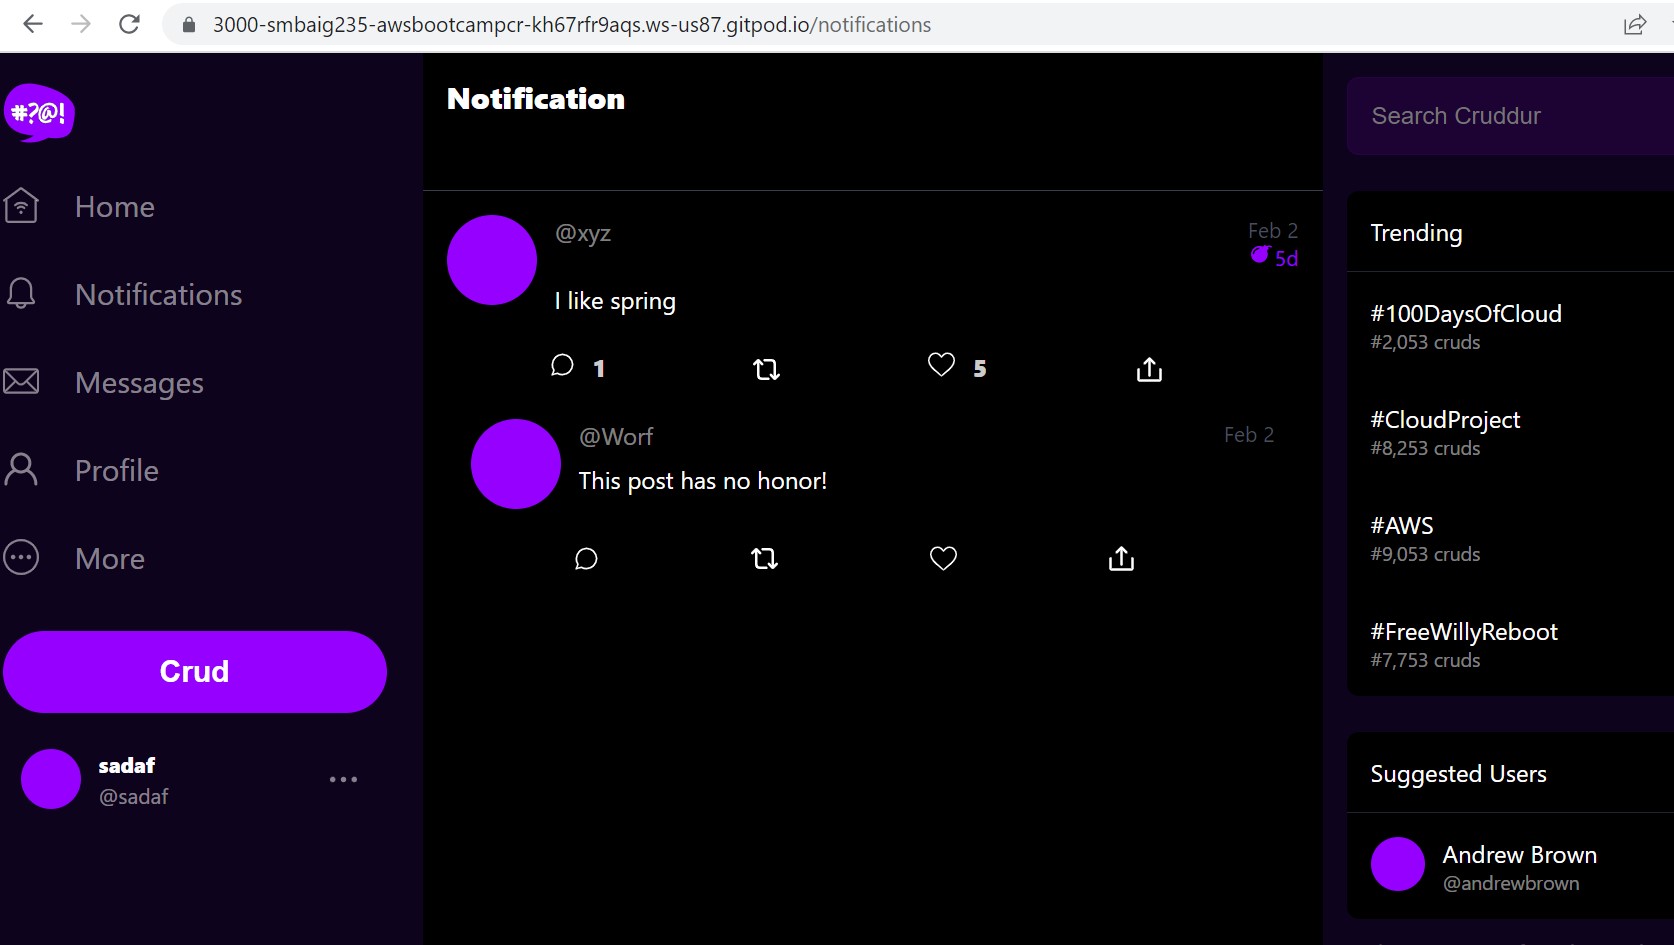 3000-smbaig235-awsbootcampcr-kh67rfr9aqs.ws-us87.gitpod.io/notifications
#?@!
Home
Notifications
Messages
Profile
More
Crud
sadaf
@sadaf
Notification
@xyz
Feb 2
5d
I like spring
1
5
@Worf
Feb 2
This post has no honor!
Search Cruddur
Trending
#100DaysOfCloud
#2,053 cruds
#CloudProject
#8,253 cruds
#AWS
#9,053 cruds
#FreeWillyReboot
#7,753 cruds
Suggested Users
Andrew Brown
@andrewbrown